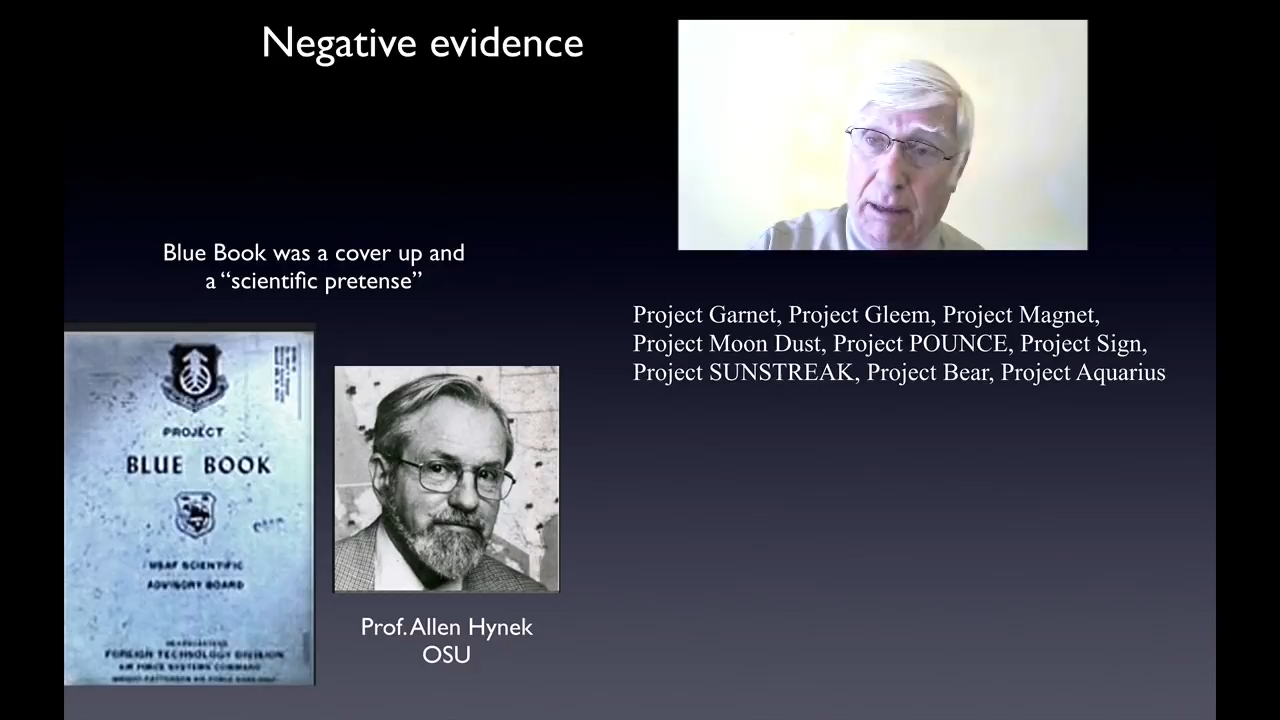 Negative evidence
Blue Book was a cover up and
a “scientific pretense”
Project Garnet, Project Gleem, Project Magnet,
Project Moon Dust, Project POUNCE, Project Sign,
Project SUNSTREAK, Project Bear, Project Aquarius
PROJECT
BLUE BOOK
USAF SCIENTIFIC
ADVISORY BOARD
HEADQUARTERS
FOREIGN TECHNOLOGY DIVISION
AIR FORCE SYSTEMS COMMAND
Prof. Allen Hynek
OSU